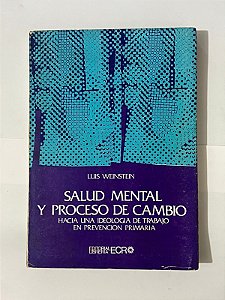 LUIS WEINSTEIN
SALUD MENTAL
Y PROCESO DE CAMBIO
HACIA UNA IDEOLOGIA DE TRABAJO
EN PREVENCION PRIMARIA
ECRO